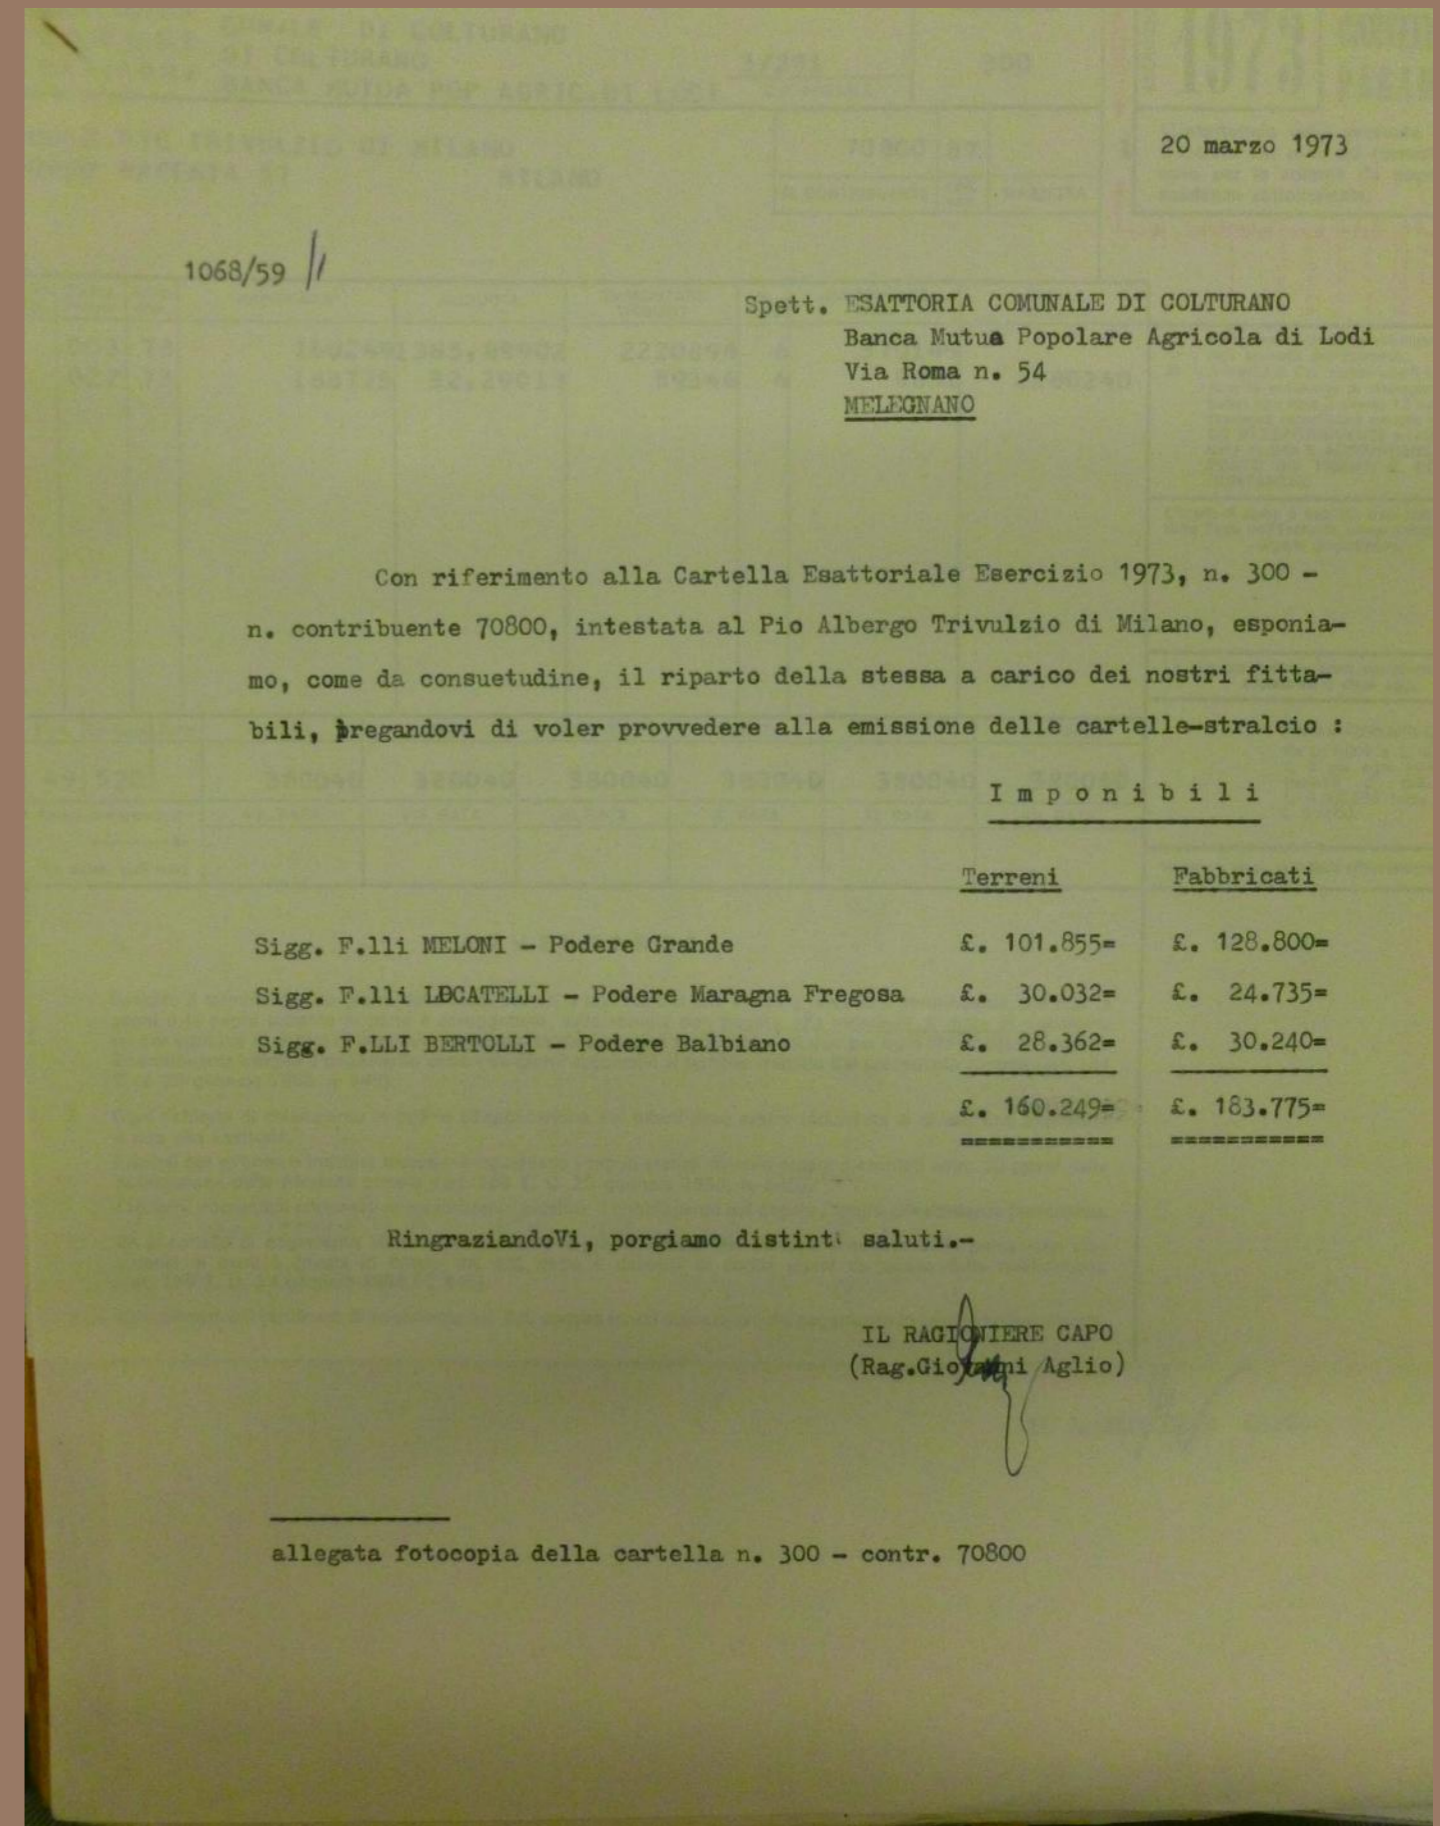 20 marzo 1973
1068/59
Spett. ESATTORIA COMUNALE DI COLTURANO
Banca Mutua Popolare Agricola di Lodi
Via Roma n. 54
MELEGNANO
Con riferimento alla Cartella Esattoriale Esercizio 1973, n. 300 –
n. contribuente 70800, intestata al Pio Albergo Trivulzio di Milano, esponia–
mo, come da consuetudine, il riparto della stessa a carico dei nostri fitta–
bili, pregandovi di voler provvedere alla emissione delle cartelle–stralcio :
I m p o n i b i l i
Terreni Fabbricati
Sigg. F.lli MELONI – Podere Grande £. 101.855= £. 128.800=
Sigg. F.lli LOCATELLI – Podere Maragna Fregosa £. 30.032= £. 24.735=
Sigg. F.LLI BERTOLLI – Podere Balbiano £. 28.362= £. 30.240=
£. 160.249= £. 183.775=
=========== ===========
RingraziandoVi, porgiamo distinti saluti.–
IL RAGIONIERE CAPO
(Rag.Giovanni Aglio)
allegata fotocopia della cartella n. 300 – contr. 70800